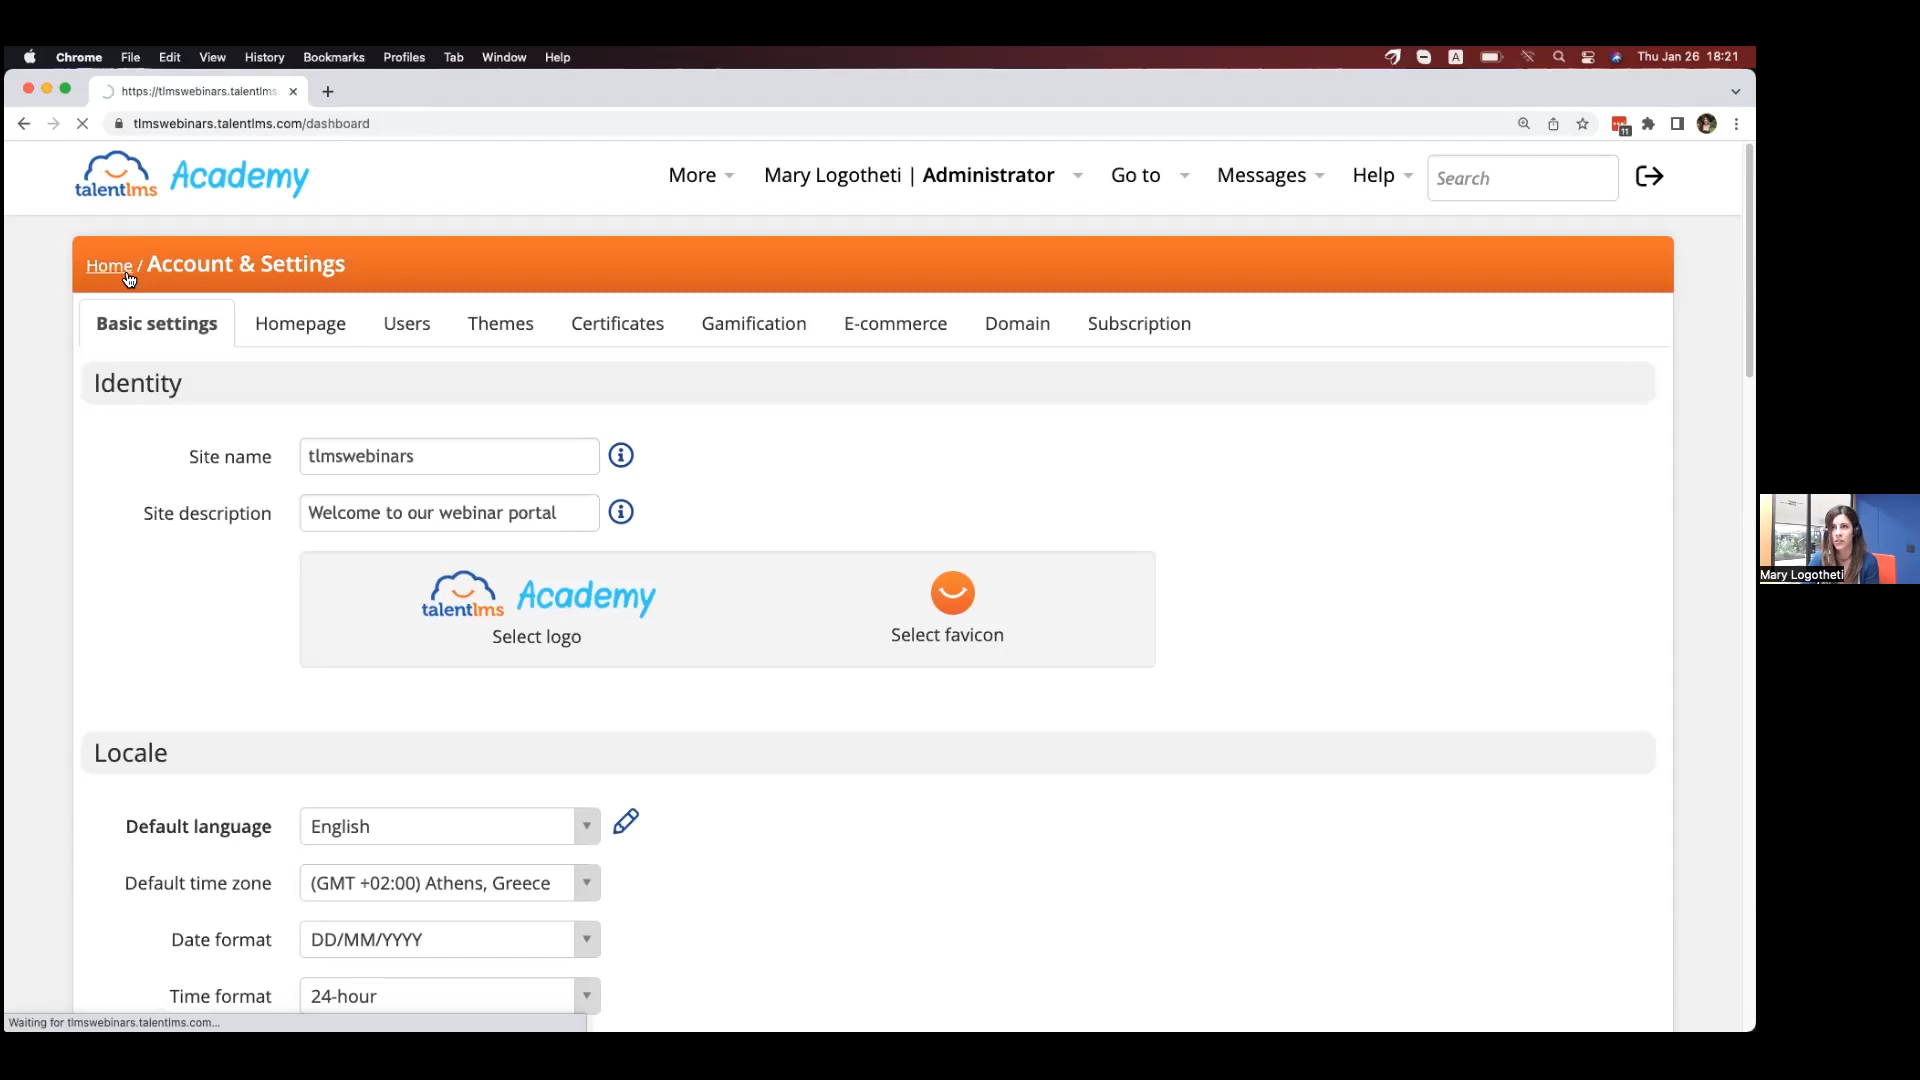 Chrome File Edit View History Bookmarks Profiles Tab Window Help
A
Thu Jan 26 18:21
https://tlmswebinars.talentlms
tlmswebinars.talentlms.com/dashboard
11
talentlms Academy
More
Mary Logotheti | Administrator
Go to
Messages
Help
Search
Home / Account & Settings
Basic settings
Homepage
Users
Themes
Certificates
Gamification
E-commerce
Domain
Subscription
Identity
Site name
tlmswebinars
Site description
Welcome to our webinar portal
talentlms Academy
Select logo
Select favicon
Mary Logotheti
Locale
Default language
English
Default time zone
(GMT +02:00) Athens, Greece
Date format
DD/MM/YYYY
Time format
24-hour
Waiting for tlmswebinars.talentlms.com...